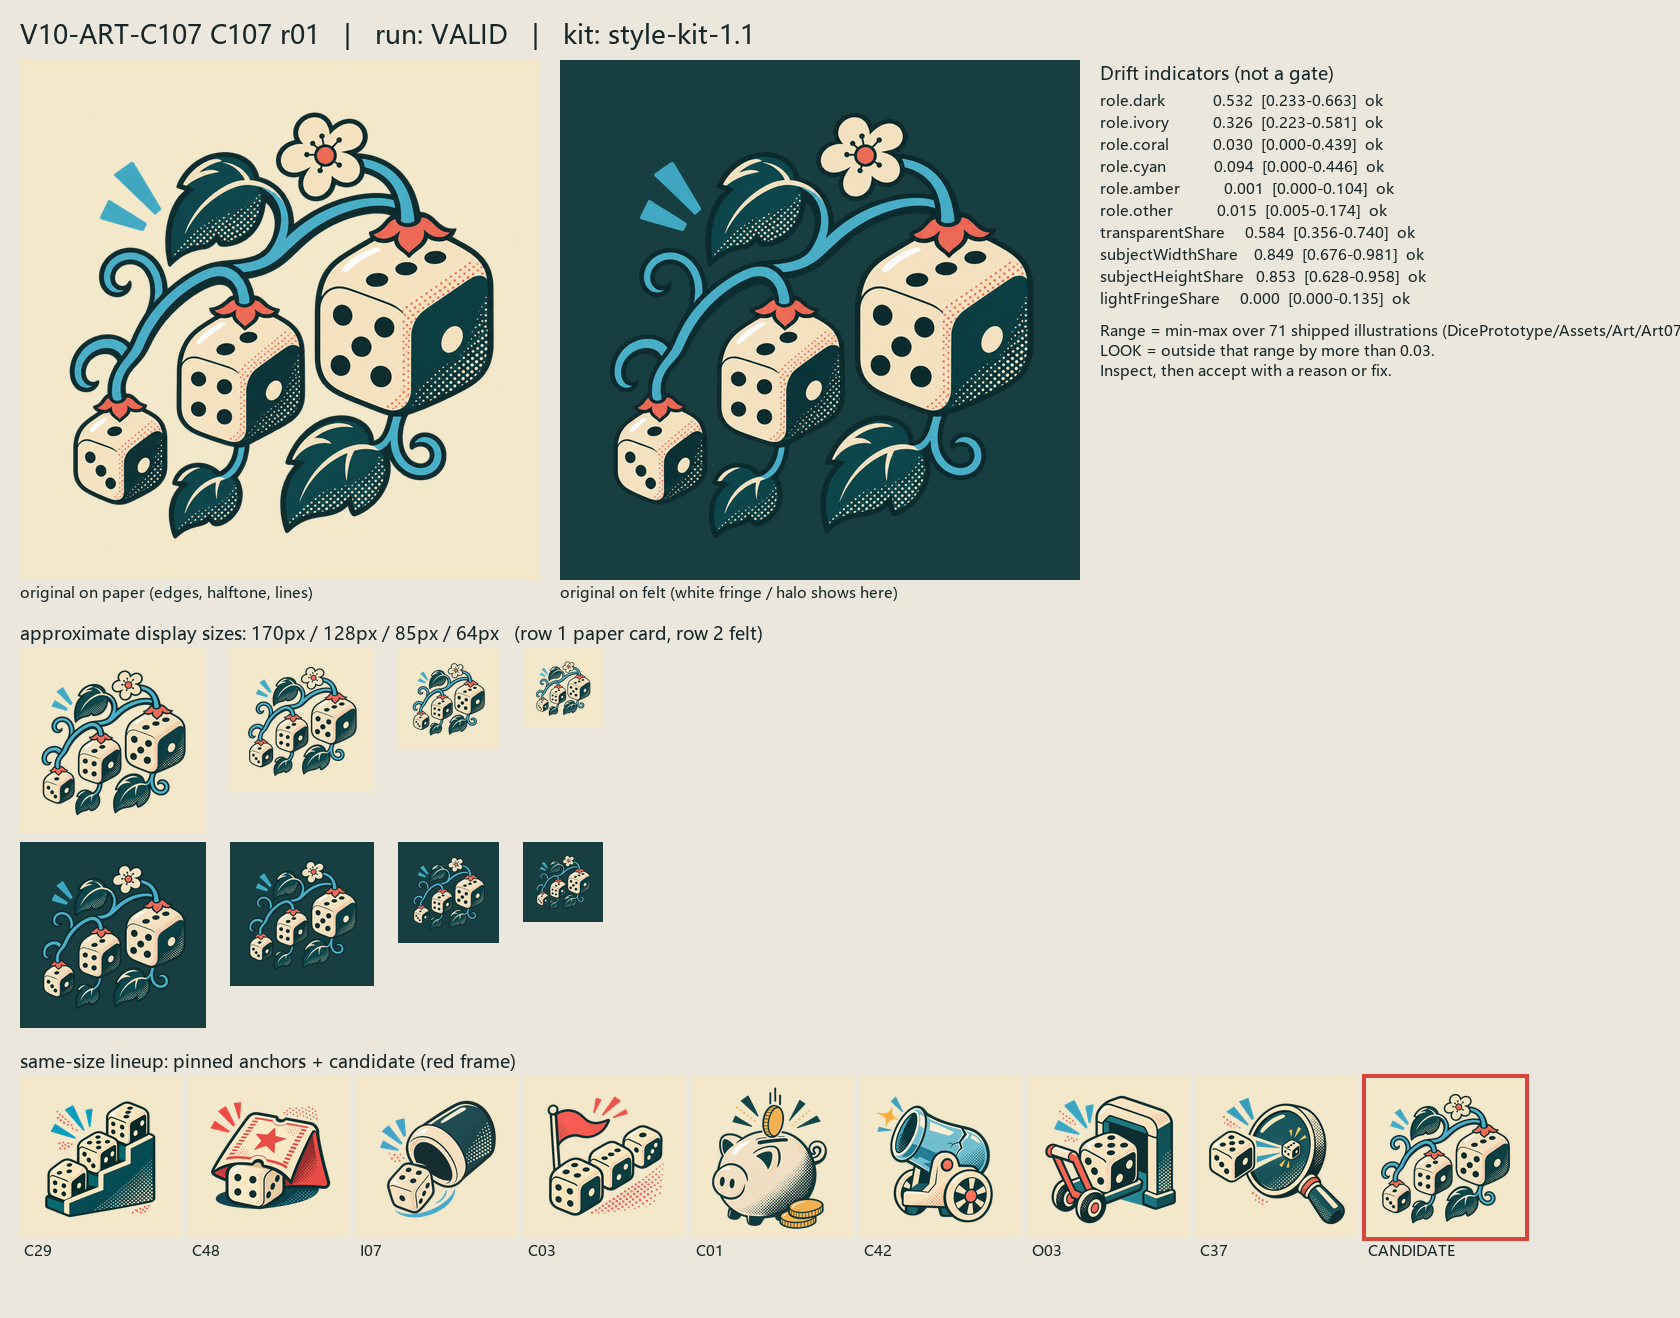 V10-ART-C107 C107 r01 | run: VALID | kit: style-kit-1.1
Drift indicators (not a gate)
role.dark 0.532 [0.233-0.663] ok
role.ivory 0.326 [0.223-0.581] ok
role.coral 0.030 [0.000-0.439] ok
role.cyan 0.094 [0.000-0.446] ok
role.amber 0.001 [0.000-0.104] ok
role.other 0.015 [0.005-0.174] ok
transparentShare 0.584 [0.356-0.740] ok
subjectWidthShare 0.849 [0.676-0.981] ok
subjectHeightShare 0.853 [0.628-0.958] ok
lightFringeShare 0.000 [0.000-0.135] ok
Range = min-max over 71 shipped illustrations (DicePrototype/Assets/Art/Art07
LOOK = outside that range by more than 0.03.
Inspect, then accept with a reason or fix.
original on paper (edges, halftone, lines)
original on felt (white fringe / halo shows here)
approximate display sizes: 170px / 128px / 85px / 64px (row 1 paper card, row 2 felt)
same-size lineup: pinned anchors + candidate (red frame)
C29
C48
I07
C03
C01
C42
O03
C37
CANDIDATE